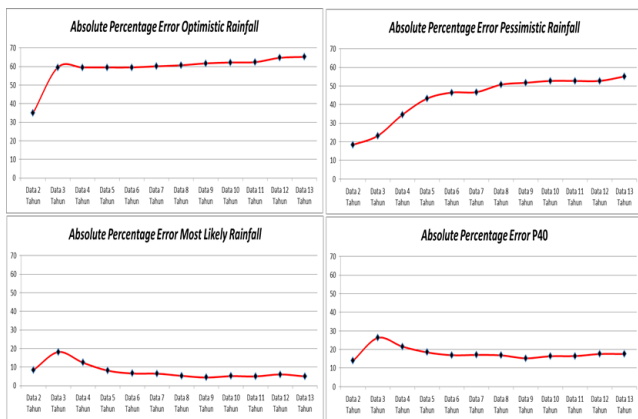 Absolute Percentage Error Optimistic Rainfall
70
60
50
40
30
20
10
0
Data 2 Tahun
Data 3 Tahun
Data 4 Tahun
Data 5 Tahun
Data 6 Tahun
Data 7 Tahun
Data 8 Tahun
Data 9 Tahun
Data 10 Tahun
Data 11 Tahun
Data 12 Tahun
Data 13 Tahun
Absolute Percentage Error Pessimistic Rainfall
70
60
50
40
30
20
10
0
Data 2 Tahun
Data 3 Tahun
Data 4 Tahun
Data 5 Tahun
Data 6 Tahun
Data 7 Tahun
Data 8 Tahun
Data 9 Tahun
Data 10 Tahun
Data 11 Tahun
Data 12 Tahun
Data 13 Tahun
Absolute Percentage Error Most Likely Rainfall
70
60
50
40
30
20
10
0
Data 2 Tahun
Data 3 Tahun
Data 4 Tahun
Data 5 Tahun
Data 6 Tahun
Data 7 Tahun
Data 8 Tahun
Data 9 Tahun
Data 10 Tahun
Data 11 Tahun
Data 12 Tahun
Data 13 Tahun
Absolute Percentage Error P40
70
60
50
40
30
20
10
0
Data 2 Tahun
Data 3 Tahun
Data 4 Tahun
Data 5 Tahun
Data 6 Tahun
Data 7 Tahun
Data 8 Tahun
Data 9 Tahun
Data 10 Tahun
Data 11 Tahun
Data 12 Tahun
Data 13 Tahun